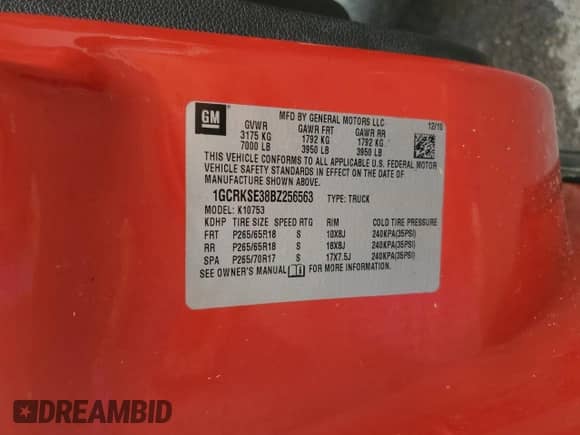 GM
MFD BY GENERAL MOTORS LLC
12/10
GVWR GAWR FRT GAWR RR
3175 KG 1792 KG 1792 KG
7000 LB 3950 LB 3950 LB
THIS VEHICLE CONFORMS TO ALL APPLICABLE U.S. FEDERAL MOTOR
VEHICLE SAFETY STANDARDS IN EFFECT ON THE DATE OF
MANUFACTURE SHOWN ABOVE.
1GCRKSE38BZ256563 TYPE: TRUCK
MODEL: K10753
KDHP TIRE SIZE SPEED RTG RIM COLD TIRE PRESSURE
FRT P265/65R18 S 18X8J 240KPA(35PSI)
RR P265/65R18 S 18X8J 240KPA(35PSI)
SPA P265/70R17 S 17X7.5J 240KPA(35PSI)
SEE OWNER'S MANUAL FOR MORE INFORMATION.
DREAMBID